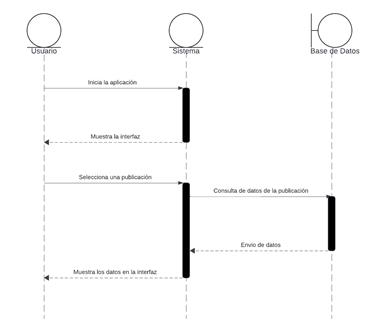 Usuario
Sistema
Base de Datos
Inicia la aplicación
Muestra la interfaz
Selecciona una publicación
Consulta de datos de la publicación
Envio de datos
Muestra los datos en la interfaz